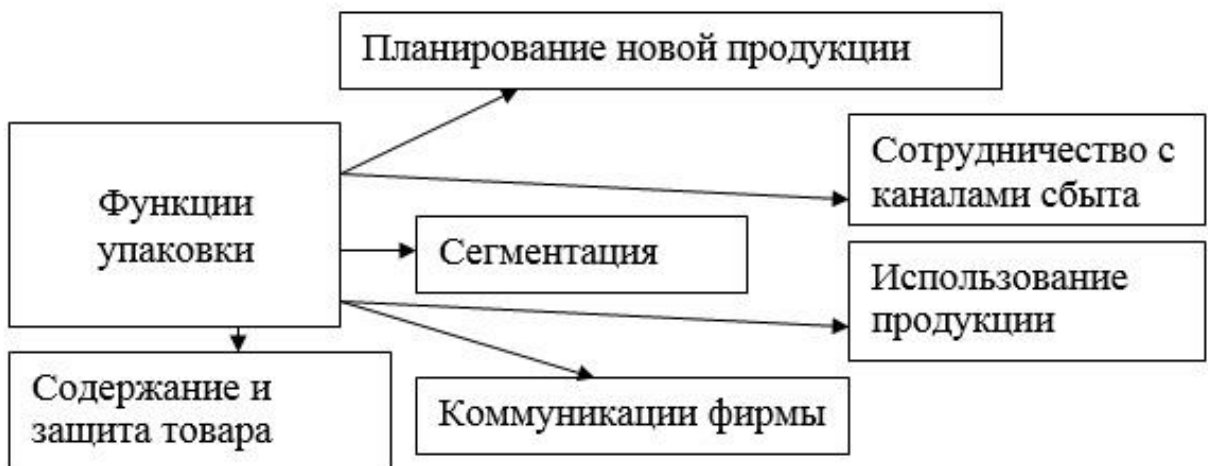 Планирование новой продукции
Функции
упаковки
Сотрудничество с
каналами сбыта
Сегментация
Использование
продукции
Содержание и
защита товара
Коммуникации фирмы